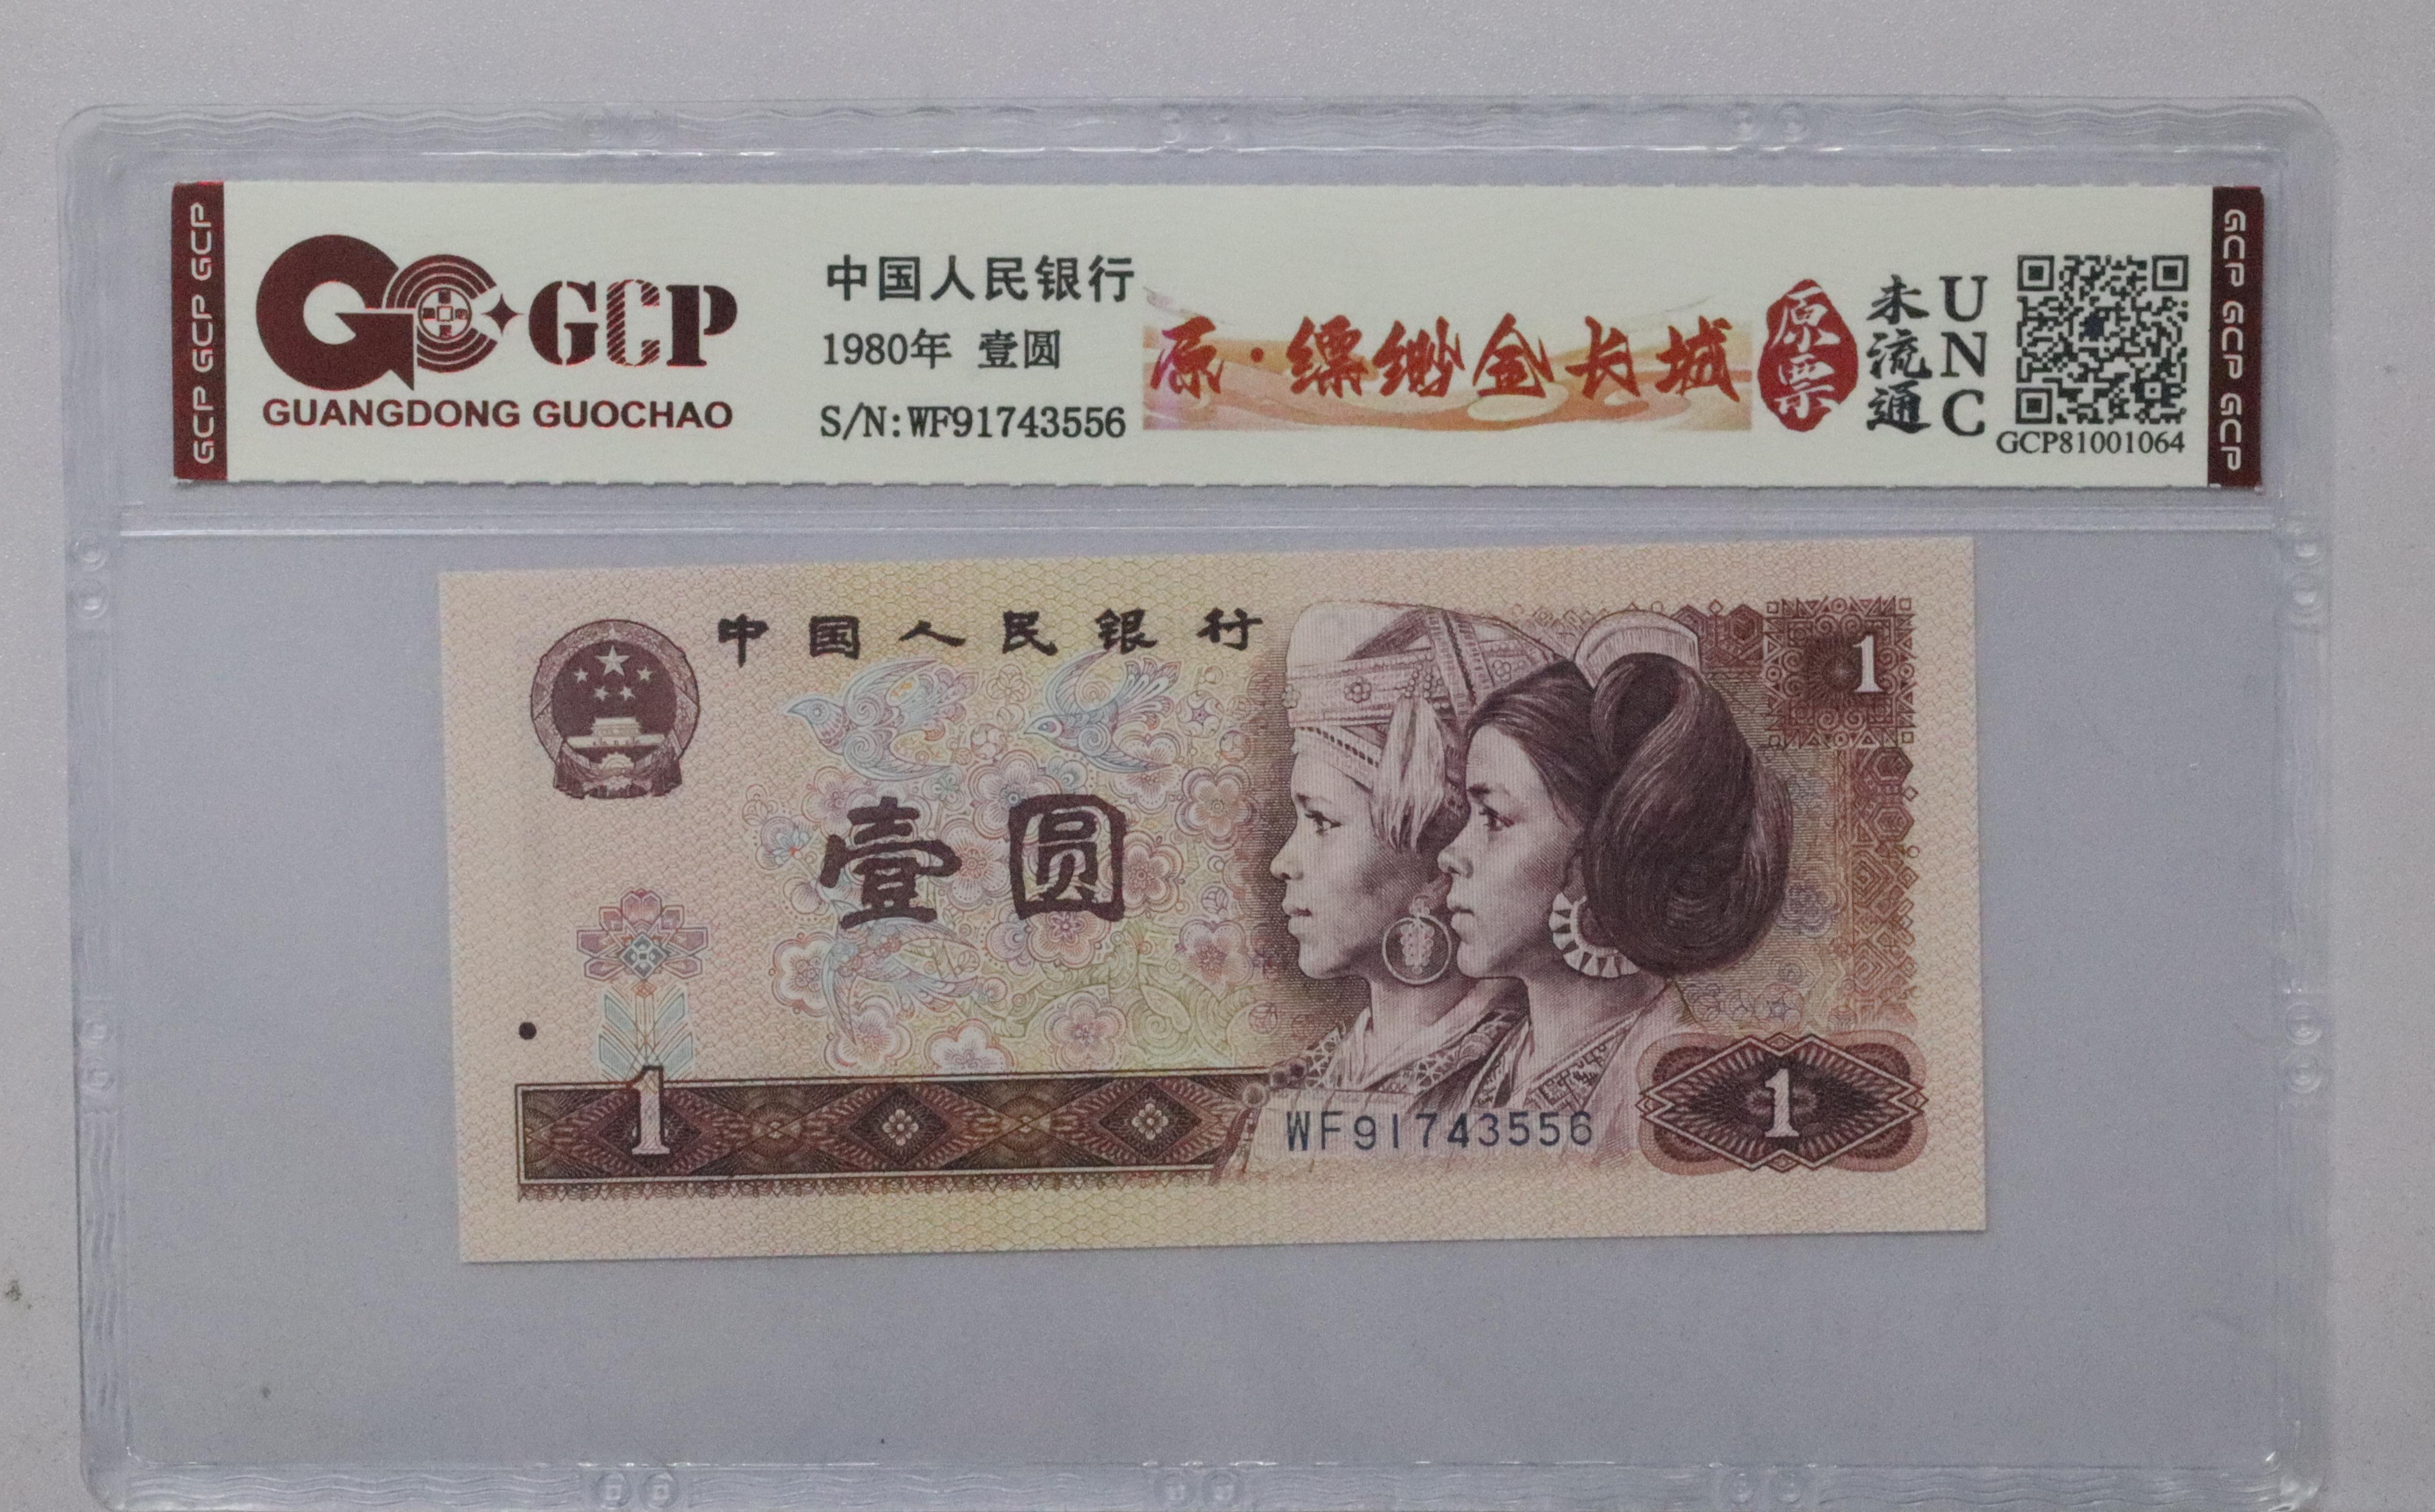 GCP GCP GCP
GCP
GUANGDONG GUOCHAO
中国人民银行
1980年 壹圆
S/N:WF91743556
原·缥缈金长城
原票
未流通
UNC
GCP81001064
GCP GCP GCP
中国人民银行
1
壹圆
1
WF91743556
1